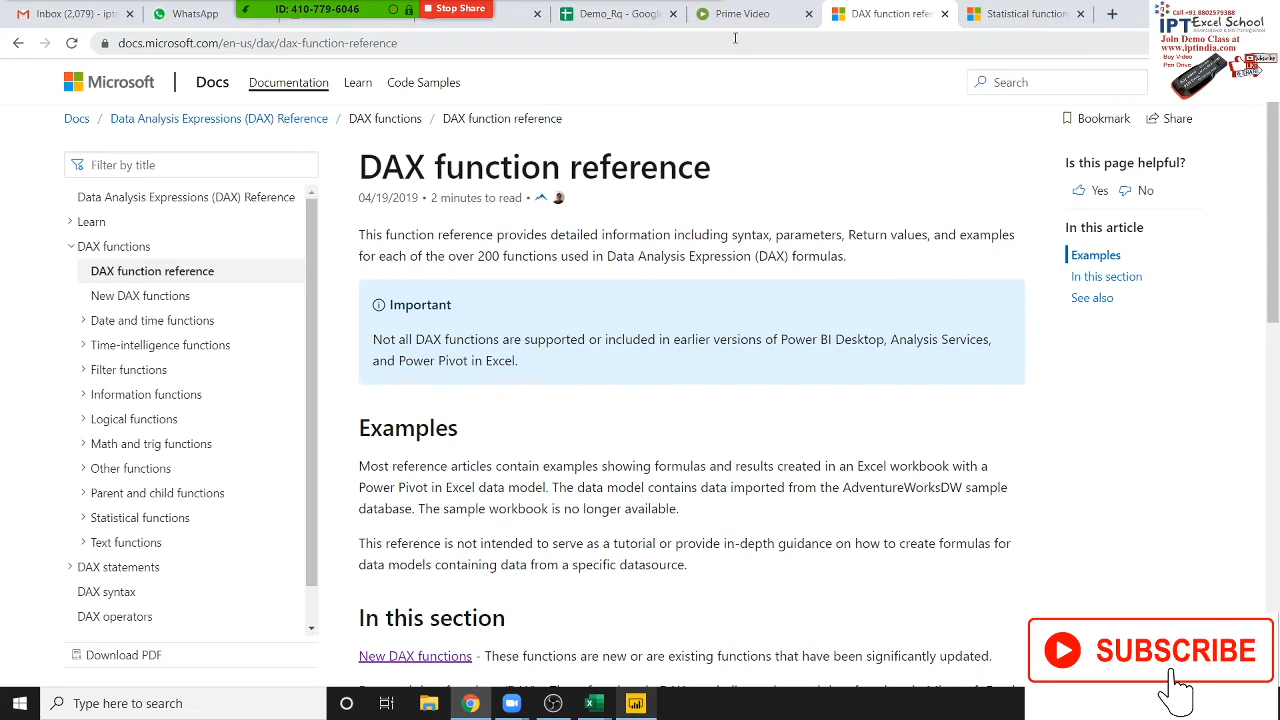 Inbox (2,079) - ipt
W
ID: 410-779-6046
Stop Share
Demo_Req - Google
Prime Video
DAX function refer
Statistical function
docs.microsoft.com/en-us/dax/dax-function-reference
Call +91 8802579388
IPT Excel School
Join Demo Class at
www.iptindia.com
Buy Video
Pen Drive
Microsoft
Docs
Documentation
Learn
Code Samples
Search
Docs / Data Analysis Expressions (DAX) Reference / DAX functions / DAX function reference
Bookmark
Share
Filter by title
Data Analysis Expressions (DAX) Reference
Learn
DAX functions
DAX function reference
New DAX functions
Date and time functions
Time-intelligence functions
Filter functions
Information functions
Logical functions
Math and trig functions
Other functions
Parent and child functions
Statistical functions
Text functions
DAX statements
DAX syntax
DAX operators
Download PDF
DAX function reference
04/19/2019 • 2 minutes to read •
This function reference provides detailed information including syntax, parameters, Return values, and examples
for each of the over 200 functions used in Data Analysis Expression (DAX) formulas.
Important
Not all DAX functions are supported or included in earlier versions of Power BI Desktop, Analysis Services,
and Power Pivot in Excel.
Examples
Most reference articles contain examples showing formulas and results created in an Excel workbook with a
Power Pivot in Excel data model. The data model contains data imported from the AdventureWorksDW sample
database. The sample workbook is no longer available.
This reference is not intended to serve as a tutorial or provide in-depth guidance on how to create formulas for
data models containing data from a specific datasource.
In this section
New DAX functions - These functions are new or are existing functions that have been significantly updated.
Is this page helpful?
Yes
No
In this article
Examples
In this section
See also
SUBSCRIBE
Type here to search